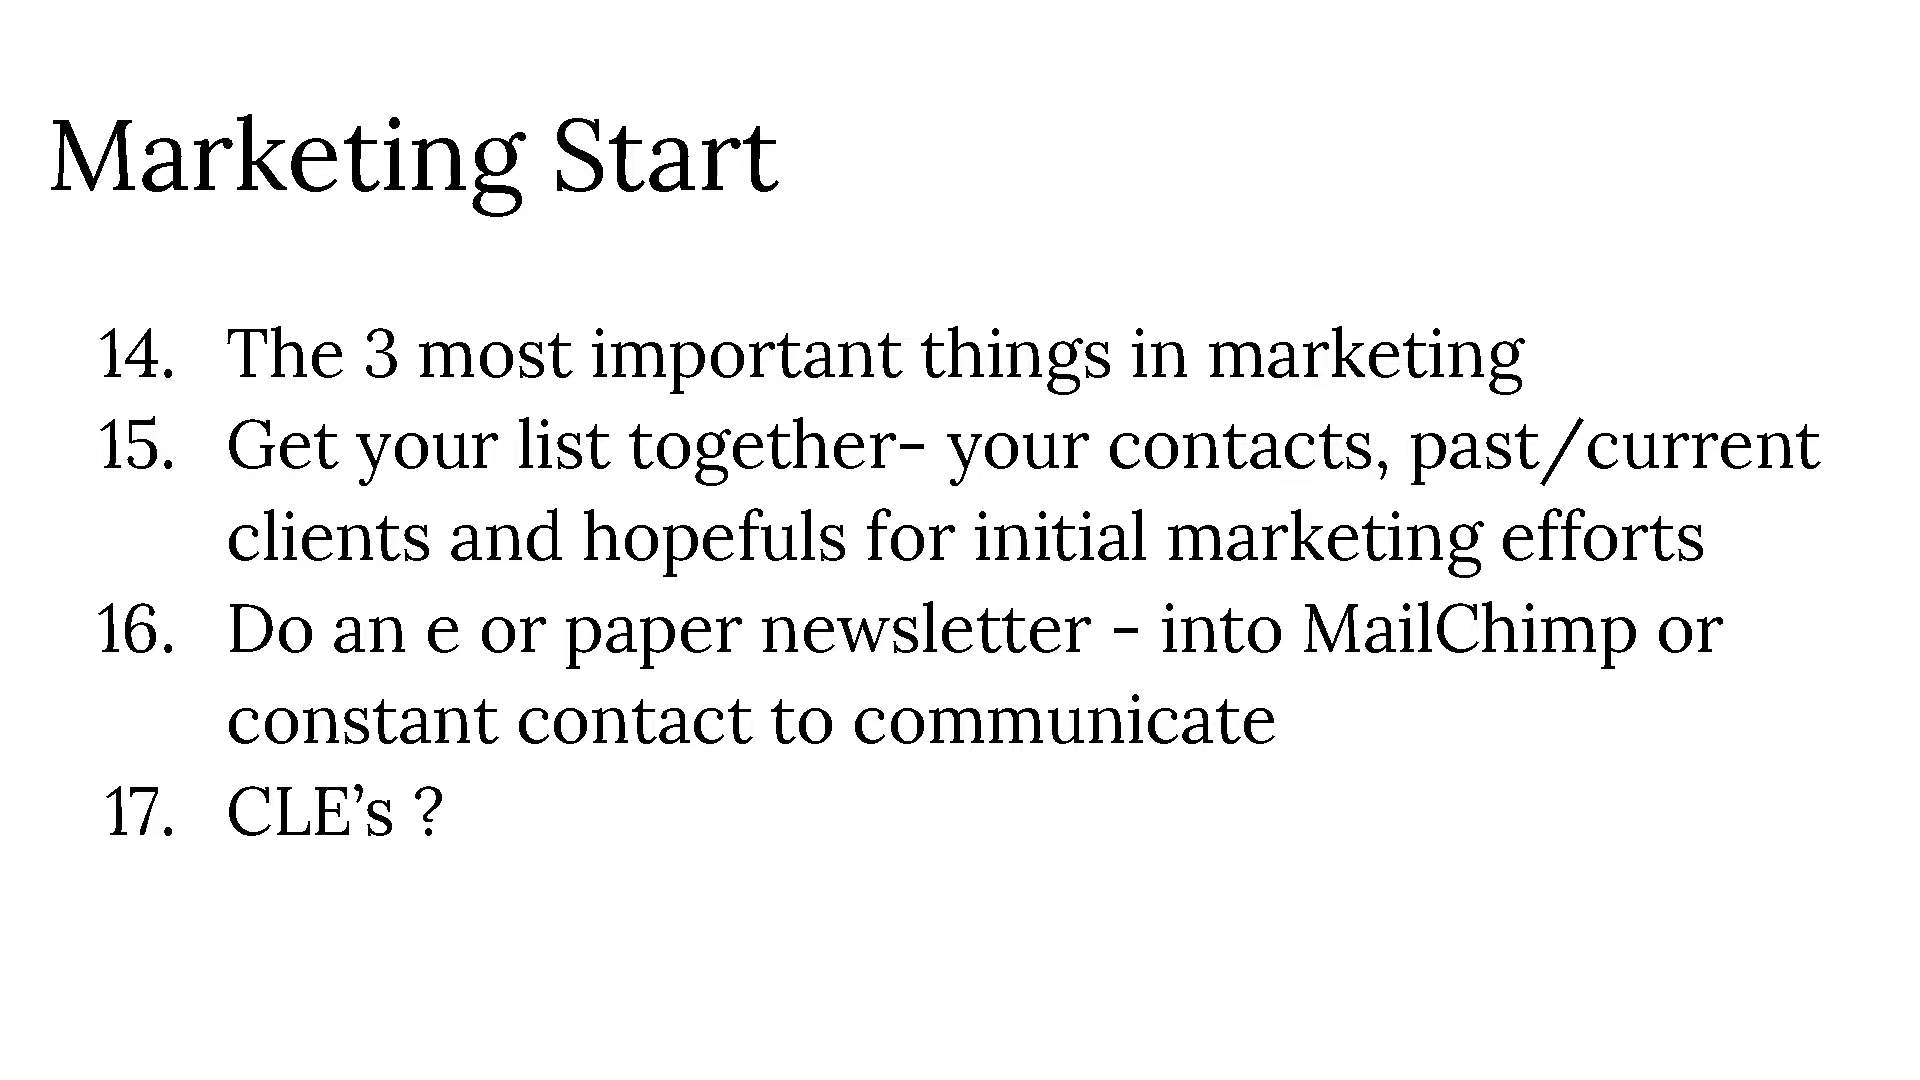 Marketing Start
14. The 3 most important things in marketing
15. Get your list together- your contacts, past/current
clients and hopefuls for initial marketing efforts
16. Do an e or paper newsletter - into MailChimp or
constant contact to communicate
17. CLE’s ?